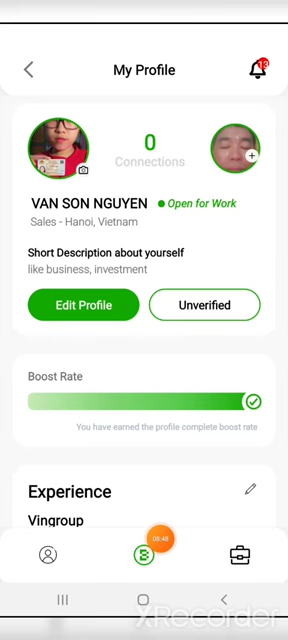 My Profile
13
0
Connections
VAN SON NGUYEN
Open for Work
Sales - Hanoi, Vietnam
Short Description about yourself
like business, investment
Edit Profile
Unverified
Boost Rate
You have earned the profile complete boost rate
Experience
Vingroup
08:48
XRecorder